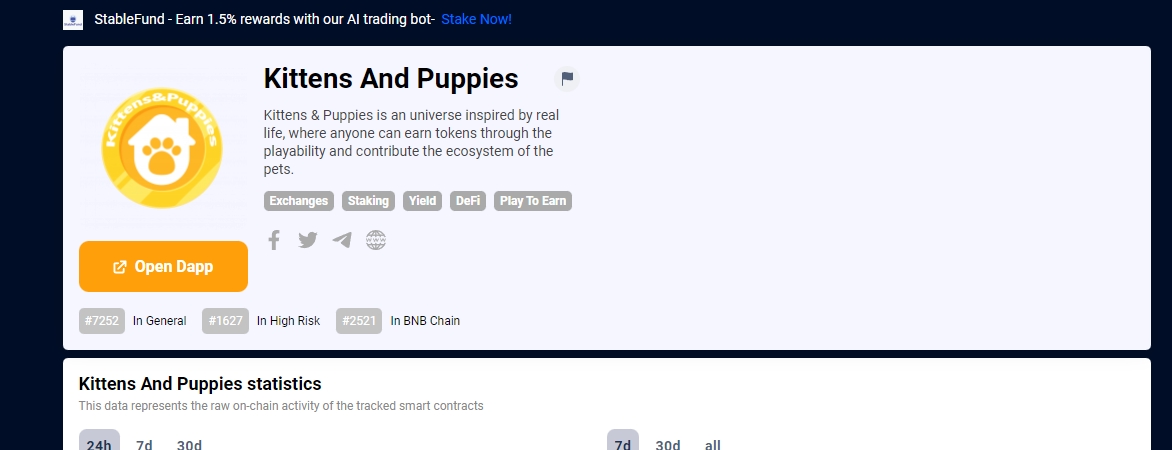 StableFund - Earn 1.5% rewards with our AI trading bot- Stake Now!
Kittens And Puppies
Kittens&Puppies
Kittens & Puppies is an universe inspired by real
life, where anyone can earn tokens through the
playability and contribute the ecosystem of the
pets.
Exchanges Staking Yield DeFi Play To Earn
Open Dapp
#7252 In General #1627 In High Risk #2521 In BNB Chain
Kittens And Puppies statistics
This data represents the raw on-chain activity of the tracked smart contracts
24h 7d 30d 7d 30d all